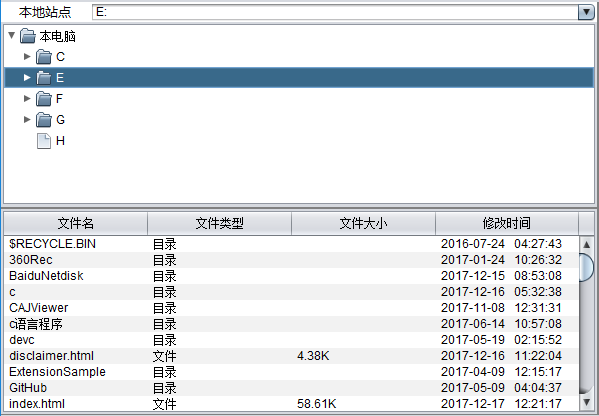 本地站点 E:
本电脑
C
E
F
G
H
文件名 文件类型 文件大小 修改时间
$RECYCLE.BIN 目录 2016-07-24 04:27:43
360Rec 目录 2017-01-24 10:26:32
BaiduNetdisk 目录 2017-12-15 08:53:08
c 目录 2017-12-16 05:32:38
CAJViewer 目录 2017-11-08 12:31:31
c语言程序 目录 2017-06-14 10:57:08
devc 目录 2017-05-19 02:15:52
disclaimer.html 文件 4.38K 2017-12-16 11:22:04
ExtensionSample 目录 2017-04-09 12:15:17
GitHub 目录 2017-05-09 04:04:37
index.html 文件 58.61K 2017-12-17 12:21:17